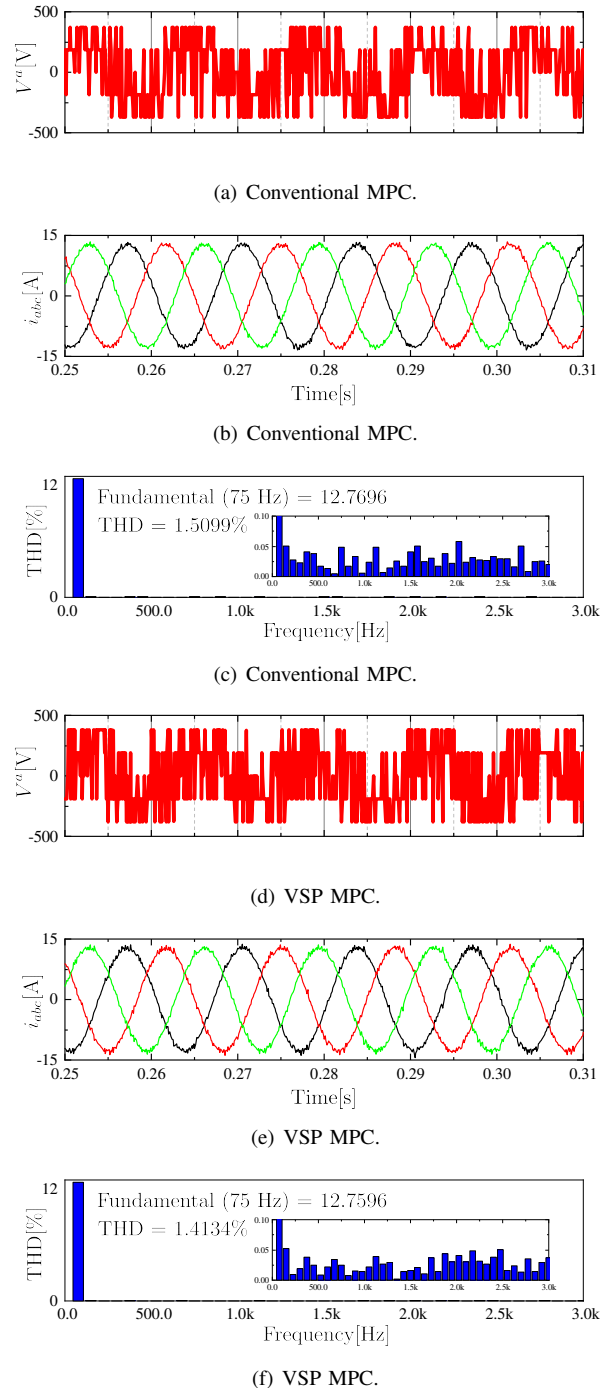 500
0
-500
V^a[V]
(a) Conventional MPC.
15
0
-15
i_abc[A]
0.25 0.26 0.27 0.28 0.29 0.30 0.31
Time[s]
(b) Conventional MPC.
12
0
THD[%]
Fundamental (75 Hz) = 12.7696
THD = 1.5099%
0.10
0.05
0.00
0 500.0 1.0k 1.5k 2.0k 2.5k 3.0k
0.0 500.0 1.0k 1.5k 2.0k 2.5k 3.0k
Frequency[Hz]
(c) Conventional MPC.
500
0
-500
V^a[V]
(d) VSP MPC.
15
0
-15
i_abc[A]
0.25 0.26 0.27 0.28 0.29 0.30 0.31
Time[s]
(e) VSP MPC.
12
0
THD[%]
Fundamental (75 Hz) = 12.7596
THD = 1.4134%
0.10
0.05
0.00
0 500.0 1.0k 1.5k 2.0k 2.5k 3.0k
0.0 500.0 1.0k 1.5k 2.0k 2.5k 3.0k
Frequency[Hz]
(f) VSP MPC.